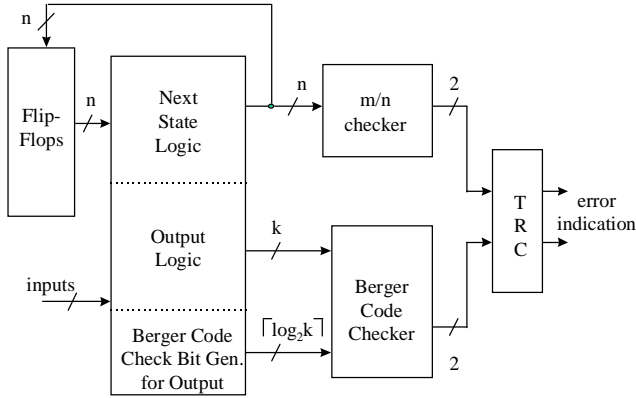 n
Flip-
Flops
n
Next
State
Logic
n
m/n
checker
2
T
R
C
error
indication
Output
Logic
k
inputs
Berger
Code
Checker
Berger Code
Check Bit Gen.
for Output
⌈log₂k⌉
2